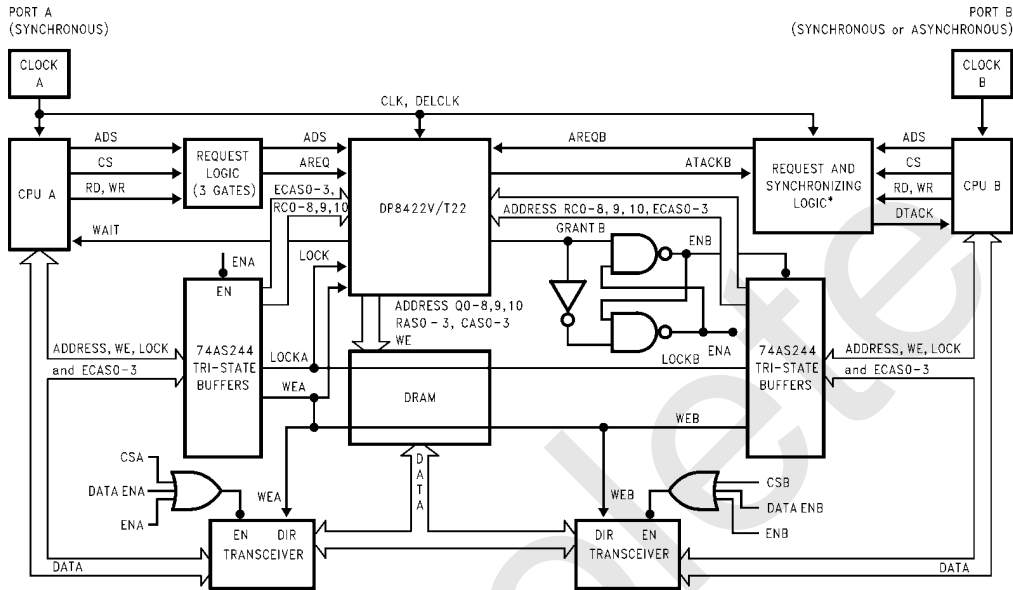 PORT A
(SYNCHRONOUS)
PORT B
(SYNCHRONOUS or ASYNCHRONOUS)
CLOCK
A
CLOCK
B
CLK, DELCLK
ADS
CS
RD, WR
CPU A
REQUEST
LOGIC
(3 GATES)
ADS
AREQ
ECAS0-3,
RC0-8,9,10
DP8422V/T22
AREQB
ATACKB
ADDRESS RC0-8, 9, 10, ECAS0-3
REQUEST AND
SYNCHRONIZING
LOGIC*
ADS
CS
RD, WR
DTACK
CPU B
WAIT
GRANT B
ENB
ENA
EN
LOCK
ADDRESS Q0-8,9,10
RAS0-3, CAS0-3
WE
ENA
ADDRESS, WE, LOCK
and ECAS0-3
74AS244
TRI-STATE
BUFFERS
LOCKA
WEA
DRAM
LOCKB
WEB
74AS244
TRI-STATE
BUFFERS
ADDRESS, WE, LOCK
and ECAS0-3
CSA
DATA ENA
ENA
WEA
DATA
WEB
CSB
DATA ENB
ENB
EN DIR
TRANSCEIVER
DIR EN
TRANSCEIVER
DATA
DATA
lete